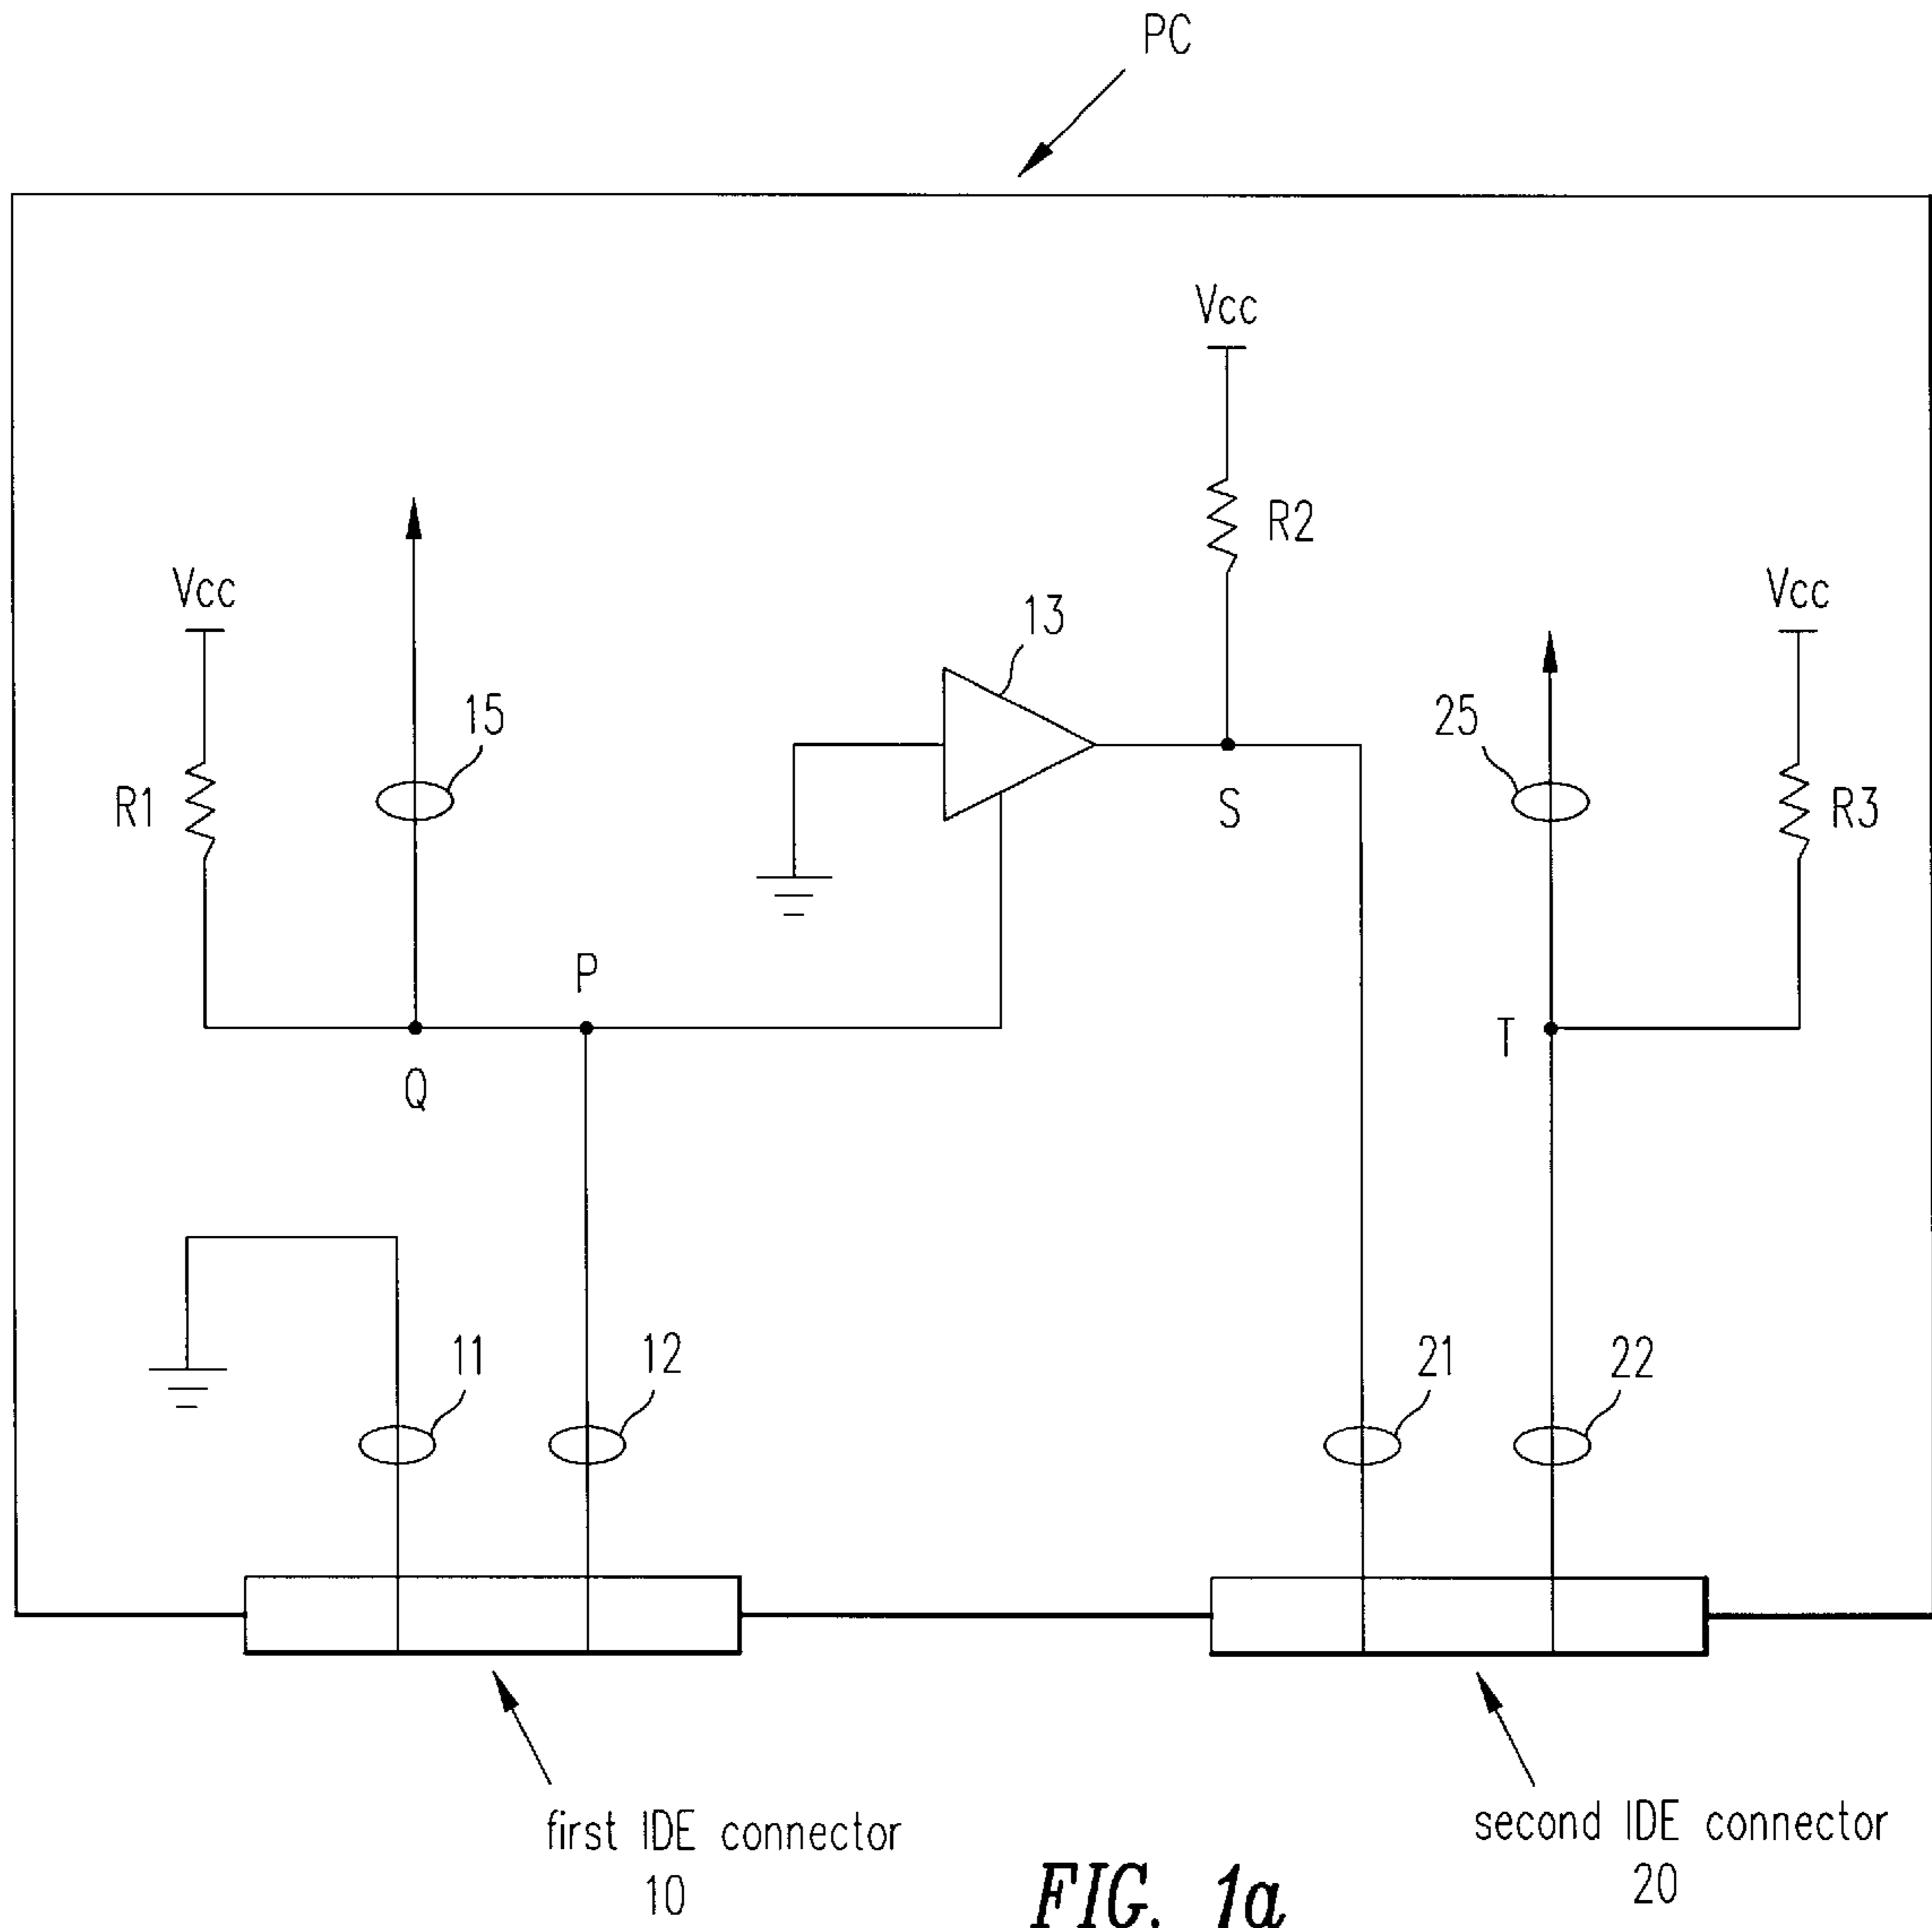 PC
Vcc
R2
Vcc
13
Vcc
15
25
R1
S
R3
P
T
Q
11
12
21
22
first IDE connector
10
second IDE connector
20
FIG. 1a